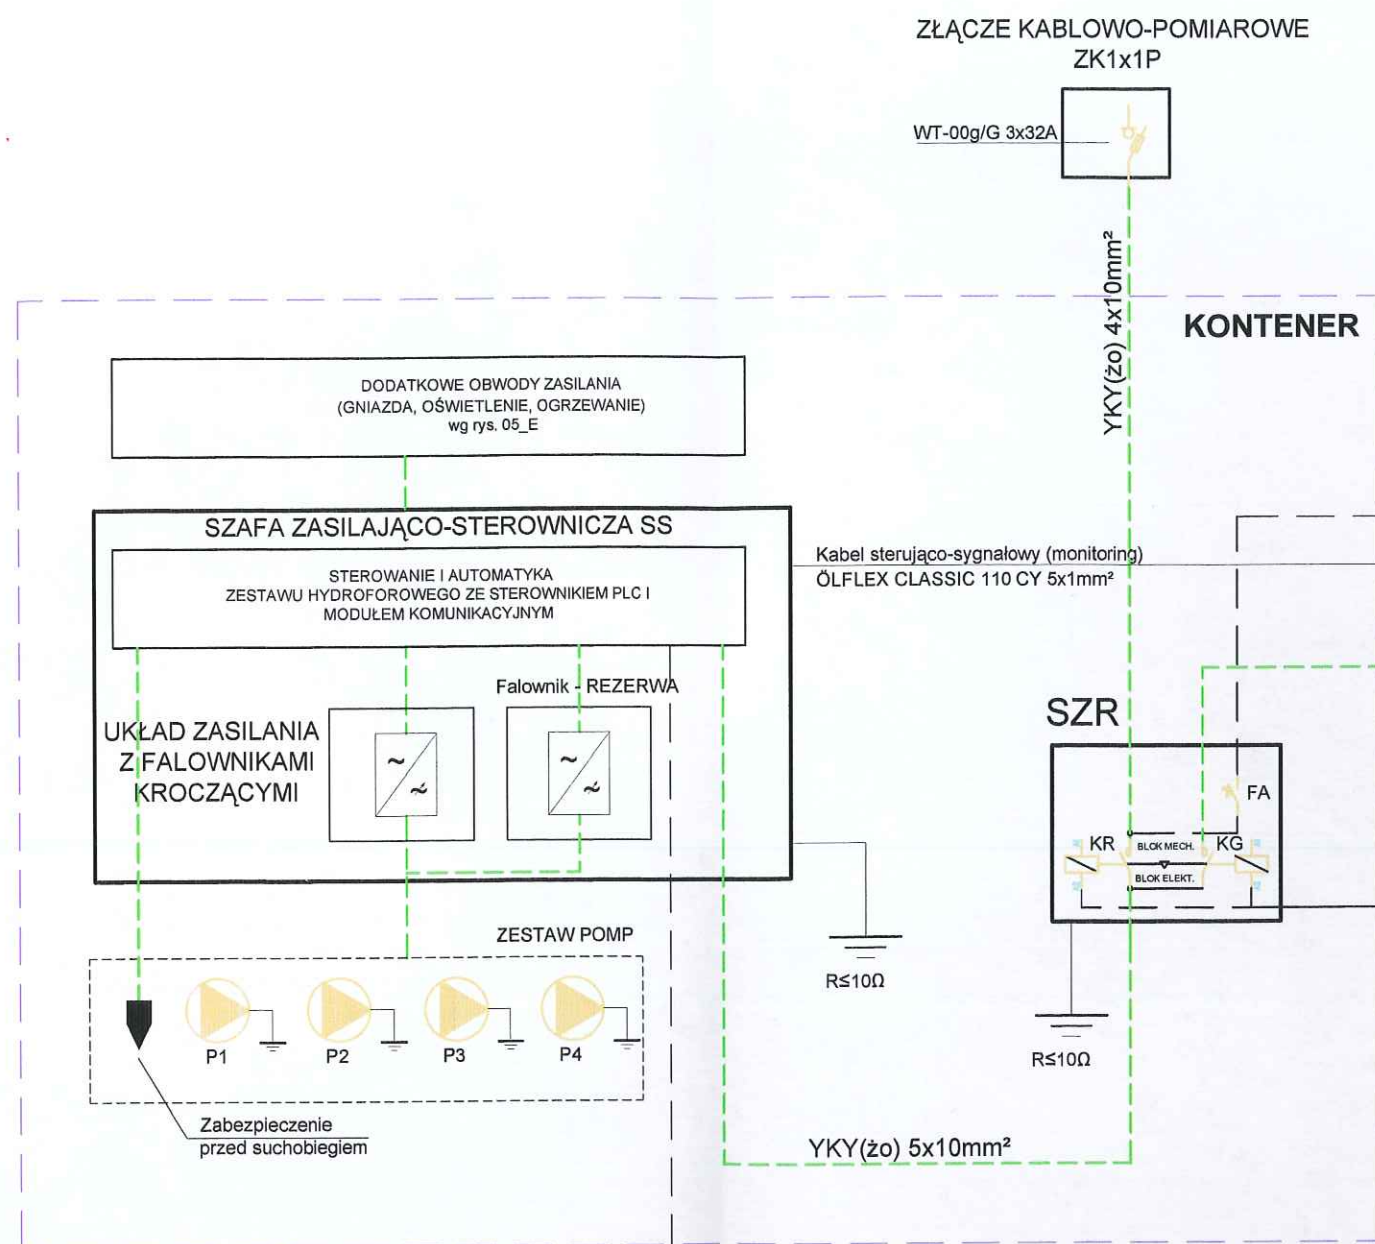 ZŁĄCZE KABLOWO-POMIAROWE
ZK1x1P
WT-00g/G 3x32A
YKY(żo) 4x10mm²
KONTENER
DODATKOWE OBWODY ZASILANIA
(GNIAZDA, OŚWIETLENIE, OGRZEWANIE)
wg rys. 05_E
SZAFA ZASILAJĄCO-STEROWNICZA SS
STEROWANIE I AUTOMATYKA
ZESTAWU HYDROFOROWEGO ZE STEROWNIKIEM PLC I
MODUŁEM KOMUNIKACYJNYM
Kabel sterująco-sygnałowy (monitoring)
ÖLFLEX CLASSIC 110 CY 5x1mm²
Falownik - REZERWA
UKŁAD ZASILANIA
Z FALOWNIKAMI
KROCZĄCYMI
SZR
FA
KR
BLOK MECH.
KG
BLOK ELEKT.
ZESTAW POMP
R≤10Ω
P1
P2
P3
P4
R≤10Ω
Zabezpieczenie
przed suchobiegiem
YKY(żo) 5x10mm²